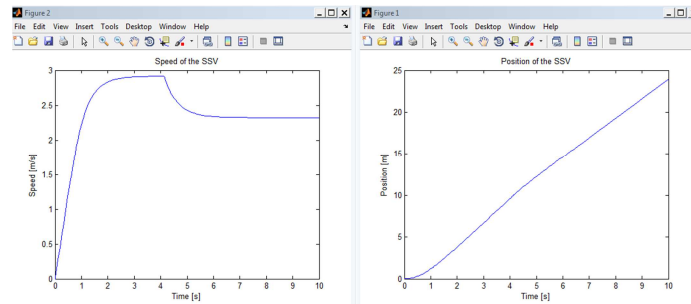 Figure 2
File Edit View Insert Tools Desktop Window Help
Speed of the SSV
3
2.5
2
1.5
1
0.5
0
Speed [m/s]
0 1 2 3 4 5 6 7 8 9 10
Time [s]
Figure 1
File Edit View Insert Tools Desktop Window Help
Position of the SSV
25
20
15
10
5
0
Position [m]
0 1 2 3 4 5 6 7 8 9 10
Time [s]